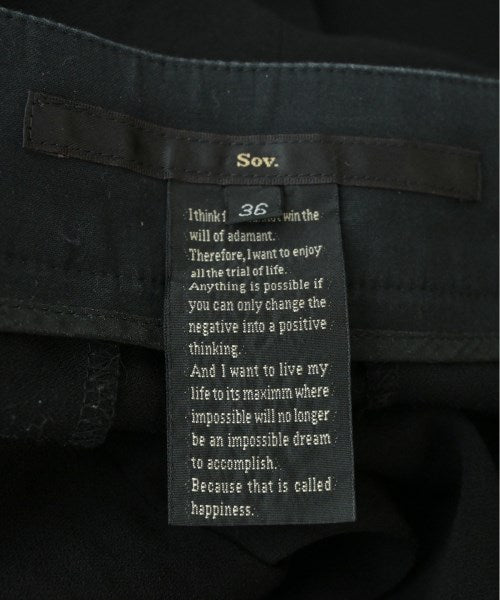 Sov.
36
I think f win the
will of adamant.
Therefore, I want to enjoy
all the trial of life.
Anything is possible if
you can only change the
negative into a positive
thinking.
And I want to live my
life to its maximm where
impossible will no longer
be an impossible dream
to accomplish.
Because that is called
happiness.